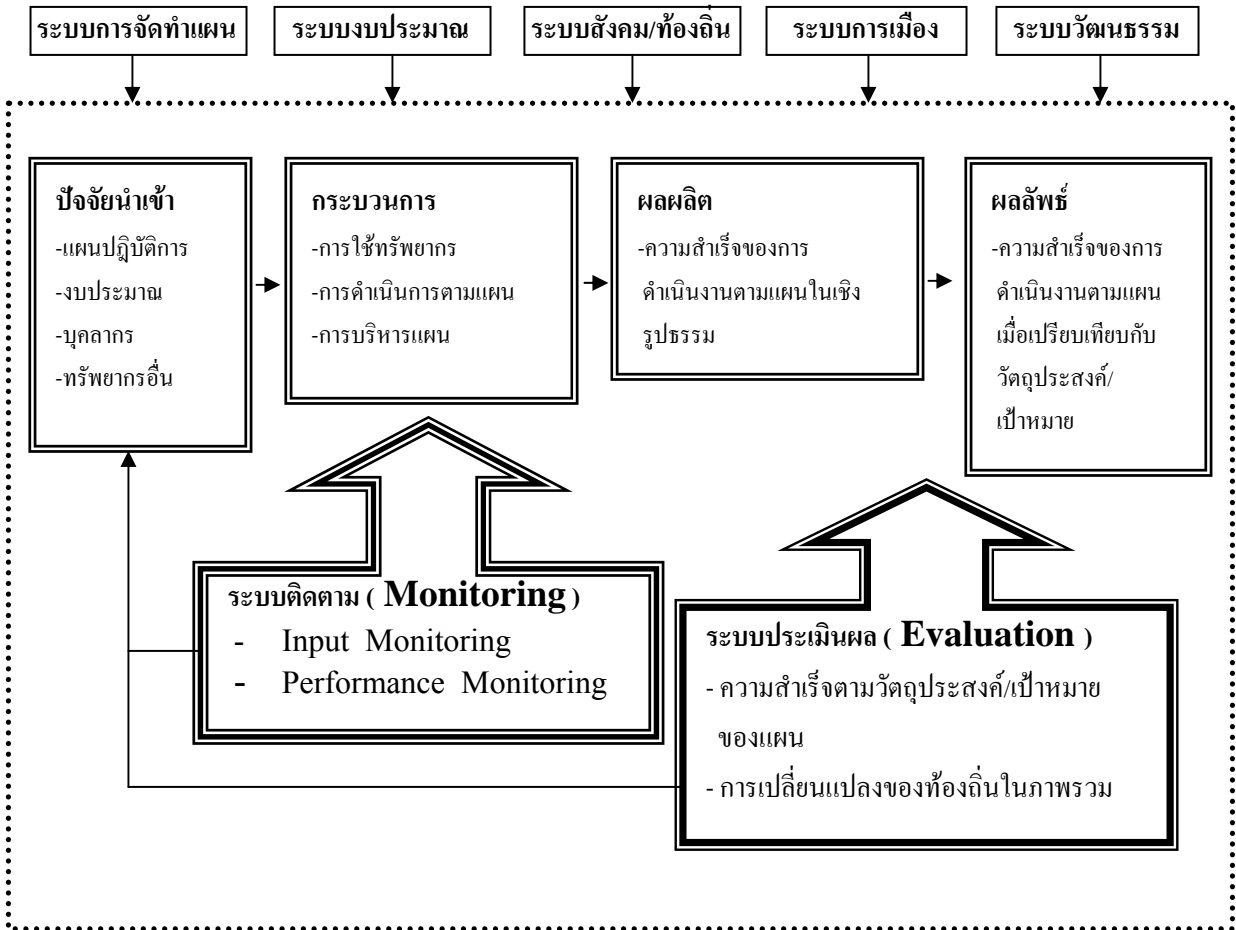 ระบบการจัดทำแผน
ระบบงบประมาณ
ระบบสังคม/ท้องถิ่น
ระบบการเมือง
ระบบวัฒนธรรม
ปัจจัยนำเข้า
-แผนปฎิบัติการ
-งบประมาณ
-บุคลากร
-ทรัพยากรอื่น
กระบวนการ
-การใช้ทรัพยากร
-การดำเนินการตามแผน
-การบริหารแผน
ผลผลิต
-ความสำเร็จของการ
ดำเนินงานตามแผนในเชิง
รูปธรรม
ผลลัพธ์
-ความสำเร็จของการ
ดำเนินงานตามแผน
เมื่อเปรียบเทียบกับ
วัตถุประสงค์/
เป้าหมาย
ระบบติดตาม ( Monitoring )
- Input Monitoring
- Performance Monitoring
ระบบประเมินผล ( Evaluation )
- ความสำเร็จตามวัตถุประสงค์/เป้าหมาย
ของแผน
- การเปลี่ยนแปลงของท้องถิ่นในภาพรวม